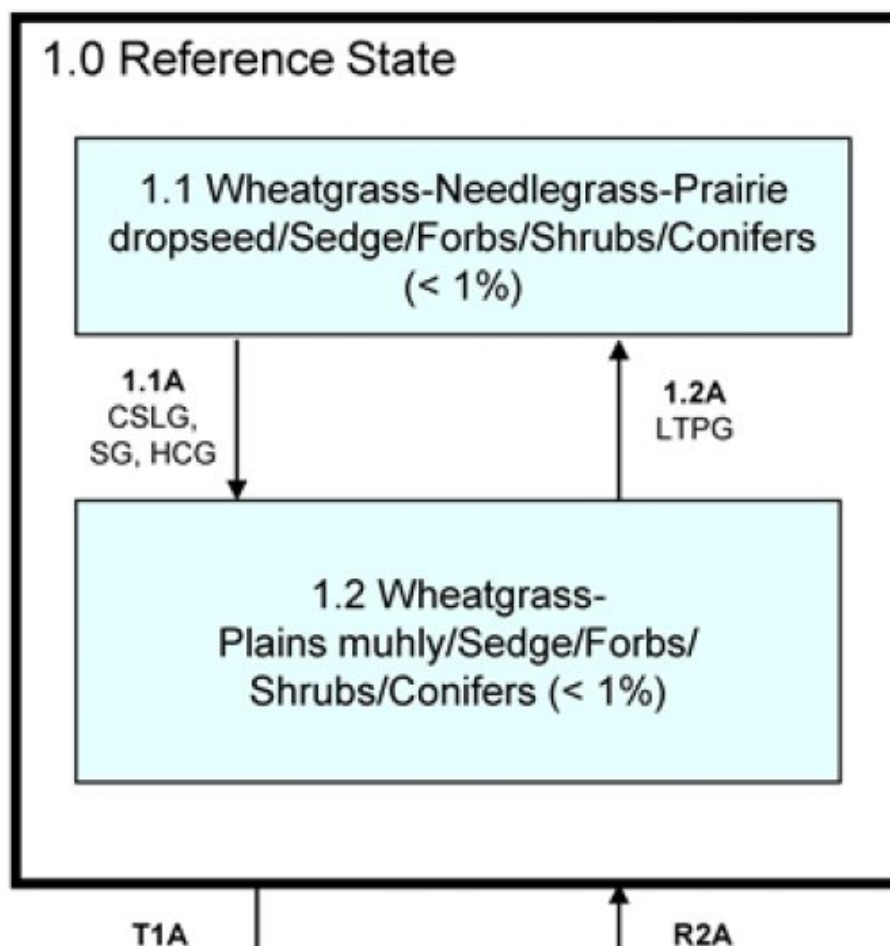 1.0 Reference State
1.1 Wheatgrass-Needlegrass-Prairie
dropseed/Sedge/Forbs/Shrubs/Conifers
(< 1%)
1.1A
CSLG,
SG, HCG
1.2A
LTPG
1.2 Wheatgrass-
Plains muhly/Sedge/Forbs/
Shrubs/Conifers (< 1%)
T1A
R2A